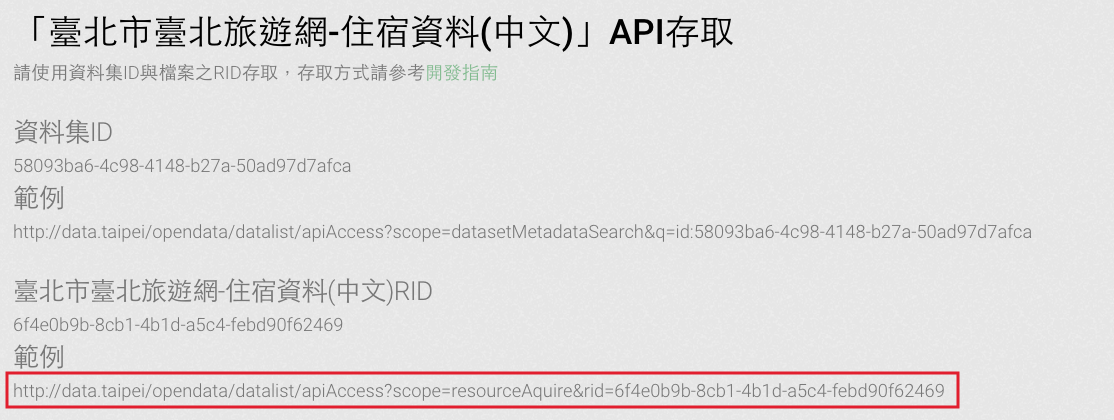 「臺北市臺北旅遊網-住宿資料(中文)」API存取
請使用資料集ID與檔案之RID存取，存取方式請參考開發指南
資料集ID
58093ba6-4c98-4148-b27a-50ad97d7afca
範例
http://data.taipei/opendata/datalist/apiAccess?scope=datasetMetadataSearch&q=id:58093ba6-4c98-4148-b27a-50ad97d7afca
臺北市臺北旅遊網-住宿資料(中文)RID
6f4e0b9b-8cb1-4b1d-a5c4-febd90f62469
範例
http://data.taipei/opendata/datalist/apiAccess?scope=resourceAquire&rid=6f4e0b9b-8cb1-4b1d-a5c4-febd90f62469